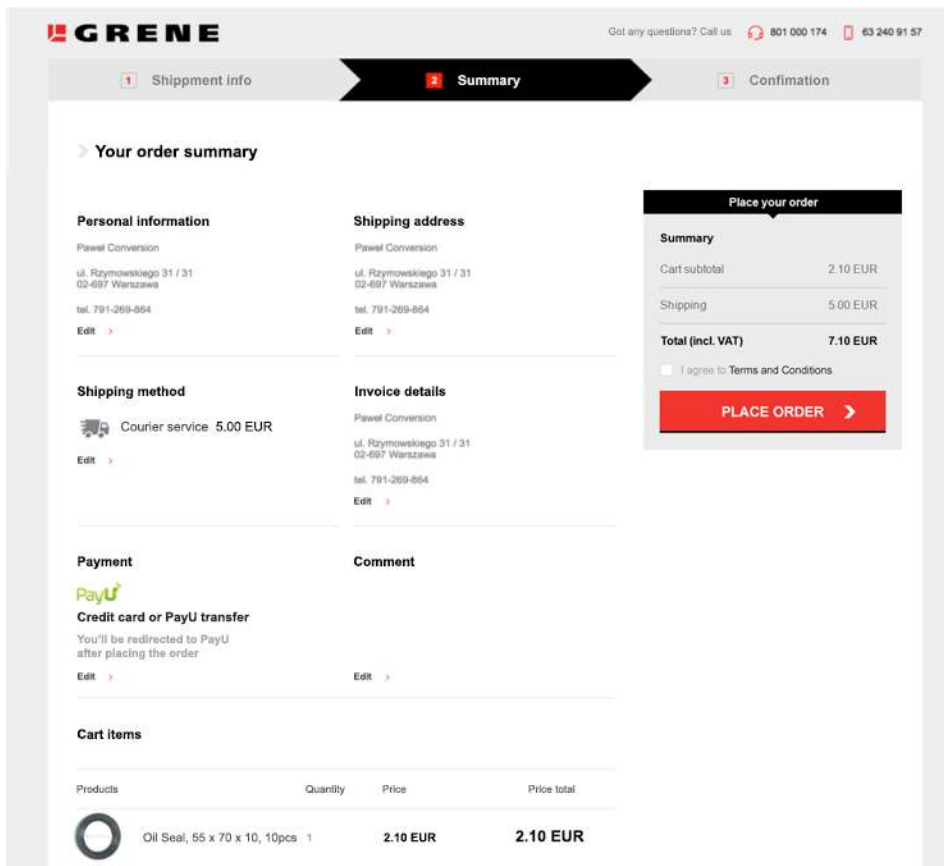 GRENE
Got any questions? Call us 801 000 174 63 240 91 57
1 Shippment info
2 Summary
3 Confimation
Your order summary
Personal information
Paweł Conversion
ul. Rzymowskiego 31 / 31
02-697 Warszawa
tel. 791-269-864
Edit
Shipping address
Paweł Conversion
ul. Rzymowskiego 31 / 31
02-697 Warszawa
tel. 791-269-864
Edit
Shipping method
Courier service 5.00 EUR
Edit
Invoice details
Paweł Conversion
ul. Rzymowskiego 31 / 31
02-697 Warszawa
tel. 791-269-864
Edit
Payment
PayU
Credit card or PayU transfer
You'll be redirected to PayU
after placing the order
Edit
Comment
Edit
Place your order
Summary
Cart subtotal 2.10 EUR
Shipping 5.00 EUR
Total (incl. VAT) 7.10 EUR
I agree to Terms and Conditions
PLACE ORDER
Cart items
Products Quantity Price Price total
Oil Seal, 55 x 70 x 10, 10pcs 1 2.10 EUR 2.10 EUR